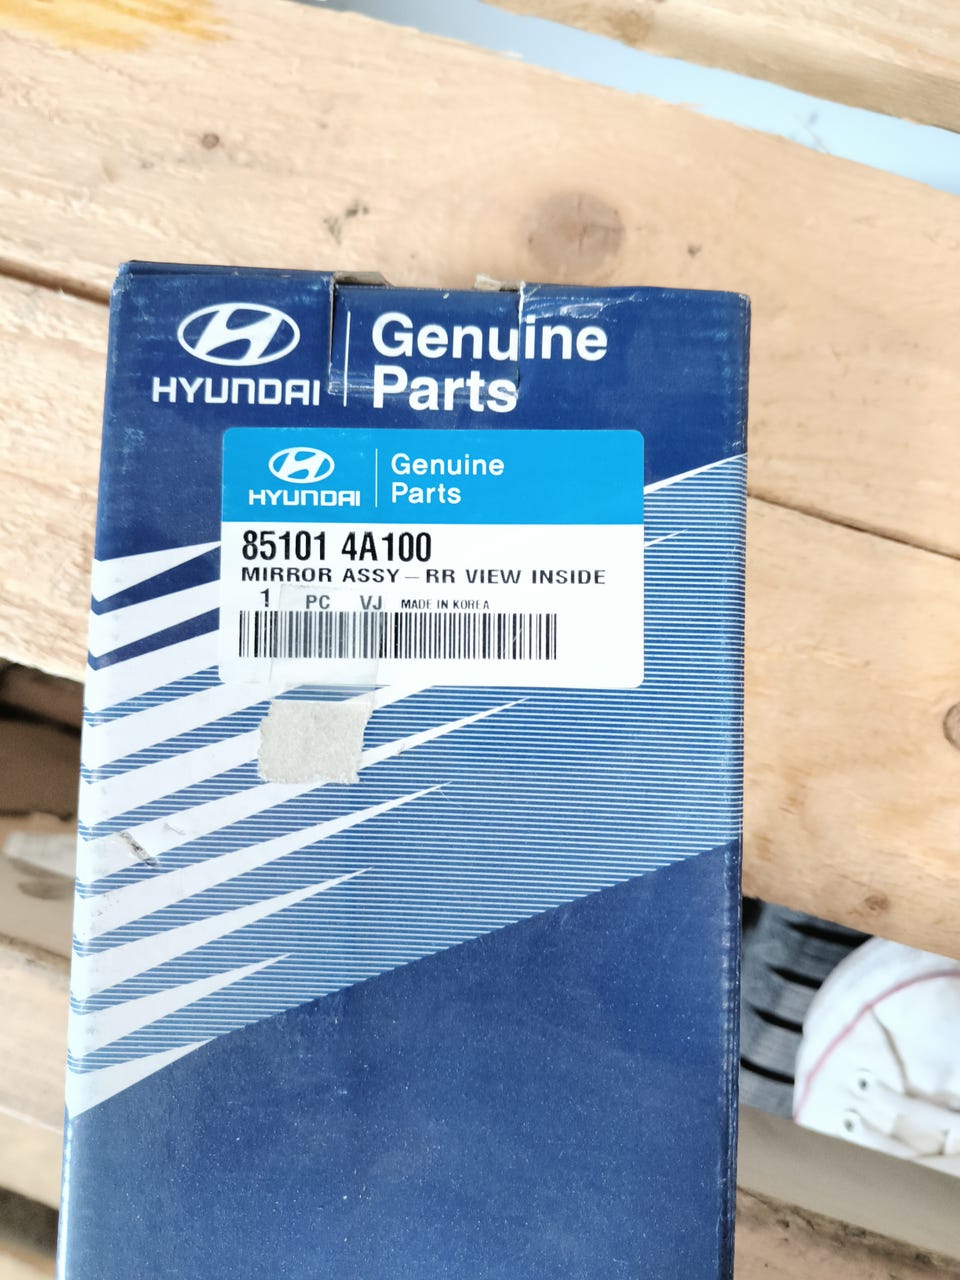 HYUNDAI
Genuine
Parts
HYUNDAI
Genuine
Parts
85101 4A100
MIRROR ASSY – RR VIEW INSIDE
1 PC VJ MADE IN KOREA